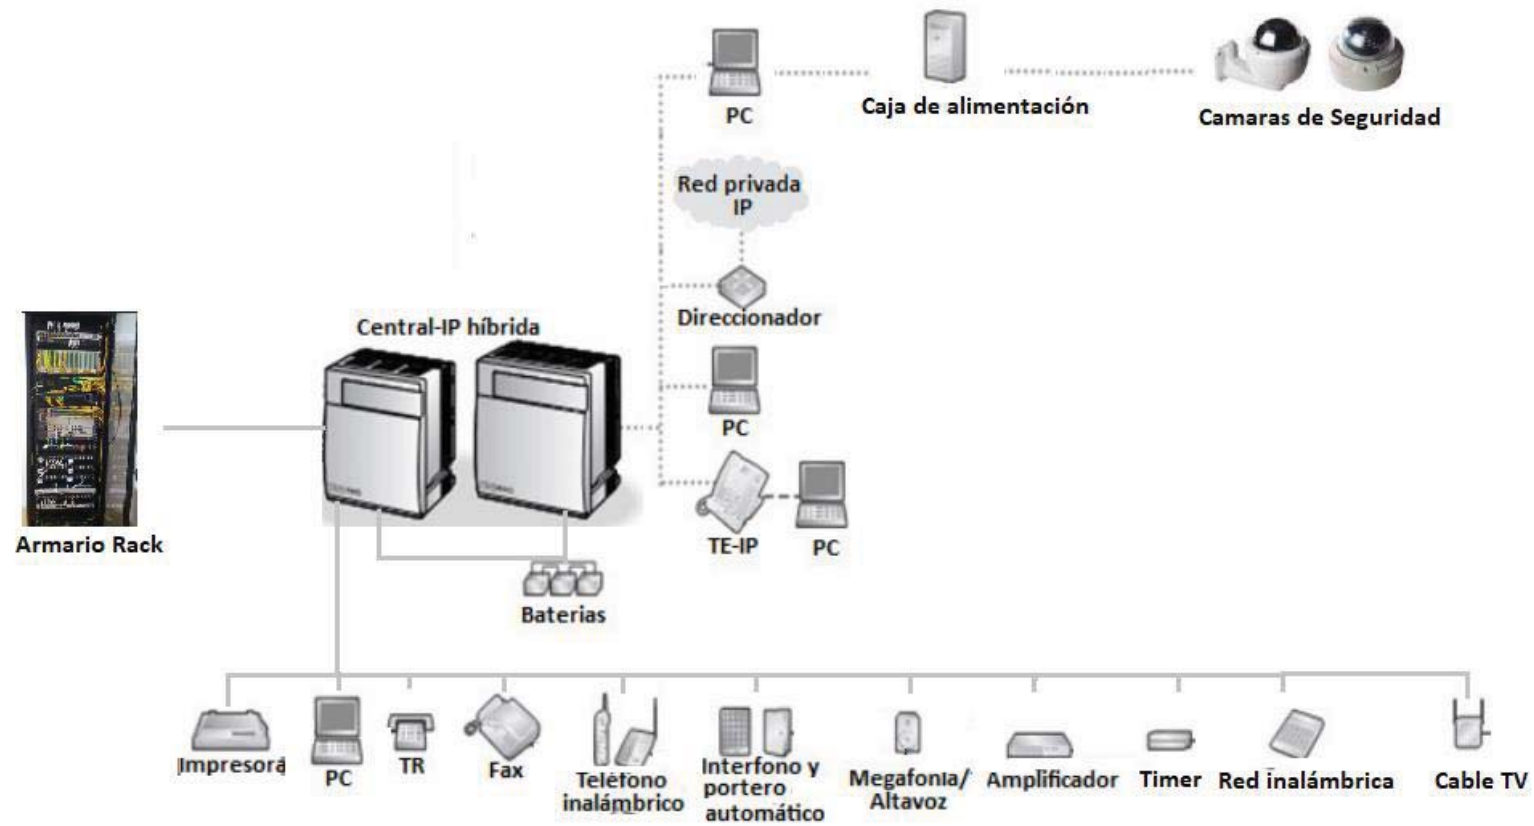 PC
Caja de alimentación
Camaras de Seguridad
Red privada
IP
Direccionador
Central-IP híbrida
PC
TE-IP
PC
Armario Rack
Baterias
Impresora
PC
TR
Fax
Teléfono
inalámbrico
Interfono y
portero
automático
Megafonia/
Altavoz
Amplificador
Timer
Red inalámbrica
Cable TV